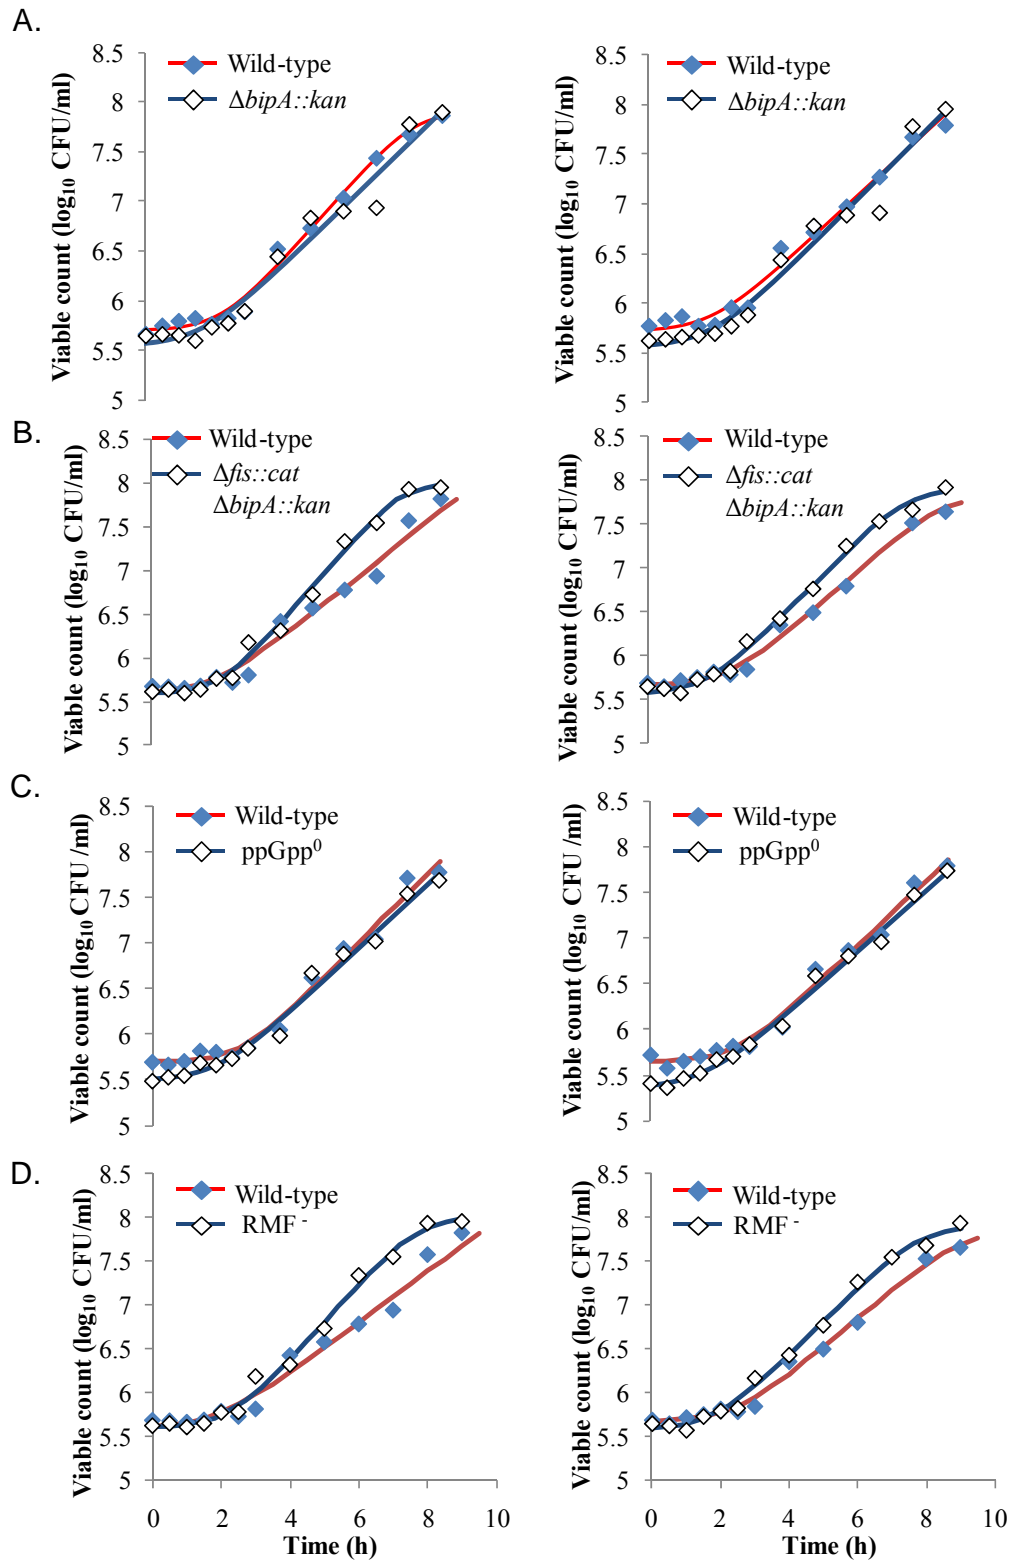 A.
Viable count (log10 CFU/ml)
8.5
8
7.5
7
6.5
6
5.5
5
Wild-type
ΔbipA::kan
Viable count (log10 CFU/ml)
8.5
8
7.5
7
6.5
6
5.5
5
Wild-type
ΔbipA::kan
B.
Viable count (log10 CFU/ml)
8.5
8
7.5
7
6.5
6
5.5
5
Wild-type
Δfis::cat
ΔbipA::kan
Viable count (log10 CFU/ml)
8.5
8
7.5
7
6.5
6
5.5
5
Wild-type
Δfis::cat
ΔbipA::kan
C.
Viable count (log10 CFU /ml)
8.5
8
7.5
7
6.5
6
5.5
5
Wild-type
ppGpp⁰
Viable count (log10 CFU/ml)
8.5
8
7.5
7
6.5
6
5.5
5
Wild-type
ppGpp⁰
D.
Viable count (log10 CFU/ml)
8.5
8
7.5
7
6.5
6
5.5
5
Wild-type
RMF -
0 2 4 6 8 10
Time (h)
Viable count (log10 CFU/ml)
8.5
8
7.5
7
6.5
6
5.5
5
Wild-type
RMF -
0 2 4 6 8 10
Time (h)